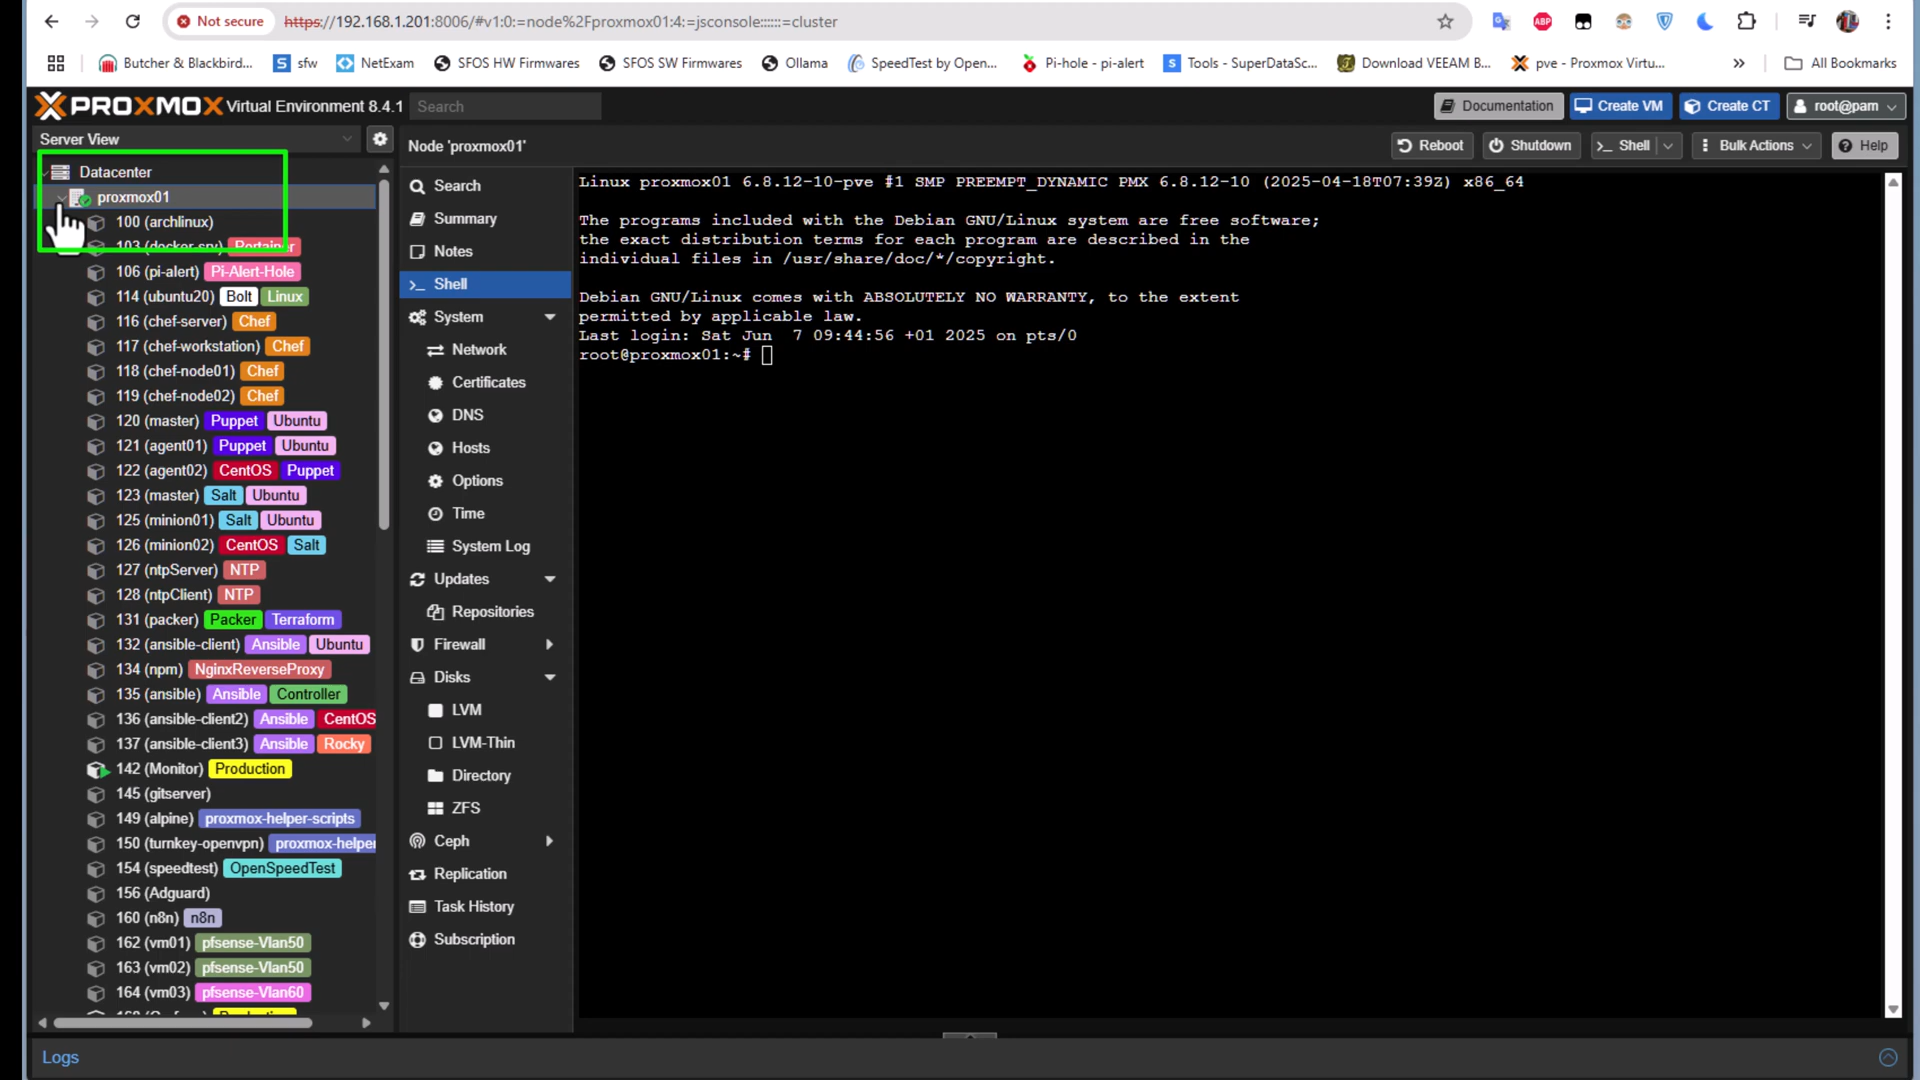 Not secure https://192.168.1.201:8006/#v1:0:=node%2Fproxmox01:4:=jsconsole::::::=cluster
Butcher & Blackbird... sfw NetExam SFOS HW Firmwares SFOS SW Firmwares Ollama SpeedTest by Open... Pi-hole - pi-alert Tools - SuperDataSc... Download VEEAM B... pve - Proxmox Virtu... » All Bookmarks
PROXMOX Virtual Environment 8.4.1 Search Documentation Create VM Create CT root@pam
Server View
Node 'proxmox01' Reboot Shutdown Shell Bulk Actions Help
Datacenter
proxmox01
100 (archlinux)
103 (docker-srv) Portainer
106 (pi-alert) Pi-Alert-Hole
114 (ubuntu20) Bolt Linux
116 (chef-server) Chef
117 (chef-workstation) Chef
118 (chef-node01) Chef
119 (chef-node02) Chef
120 (master) Puppet Ubuntu
121 (agent01) Puppet Ubuntu
122 (agent02) CentOS Puppet
123 (master) Salt Ubuntu
125 (minion01) Salt Ubuntu
126 (minion02) CentOS Salt
127 (ntpServer) NTP
128 (ntpClient) NTP
131 (packer) Packer Terraform
132 (ansible-client) Ansible Ubuntu
134 (npm) NginxReverseProxy
135 (ansible) Ansible Controller
136 (ansible-client2) Ansible CentOS
137 (ansible-client3) Ansible Rocky
142 (Monitor) Production
145 (gitserver)
149 (alpine) proxmox-helper-scripts
150 (turnkey-openvpn) proxmox-helper
154 (speedtest) OpenSpeedTest
156 (Adguard)
160 (n8n) n8n
162 (vm01) pfsense-Vlan50
163 (vm02) pfsense-Vlan50
164 (vm03) pfsense-Vlan60
Search
Summary
Notes
Shell
System
Network
Certificates
DNS
Hosts
Options
Time
System Log
Updates
Repositories
Firewall
Disks
LVM
LVM-Thin
Directory
ZFS
Ceph
Replication
Task History
Subscription
Linux proxmox01 6.8.12-10-pve #1 SMP PREEMPT_DYNAMIC PMX 6.8.12-10 (2025-04-18T07:39Z) x86_64
The programs included with the Debian GNU/Linux system are free software;
the exact distribution terms for each program are described in the
individual files in /usr/share/doc/*/copyright.
Debian GNU/Linux comes with ABSOLUTELY NO WARRANTY, to the extent
permitted by applicable law.
Last login: Sat Jun  7 09:44:56 +01 2025 on pts/0
root@proxmox01:~#
Logs